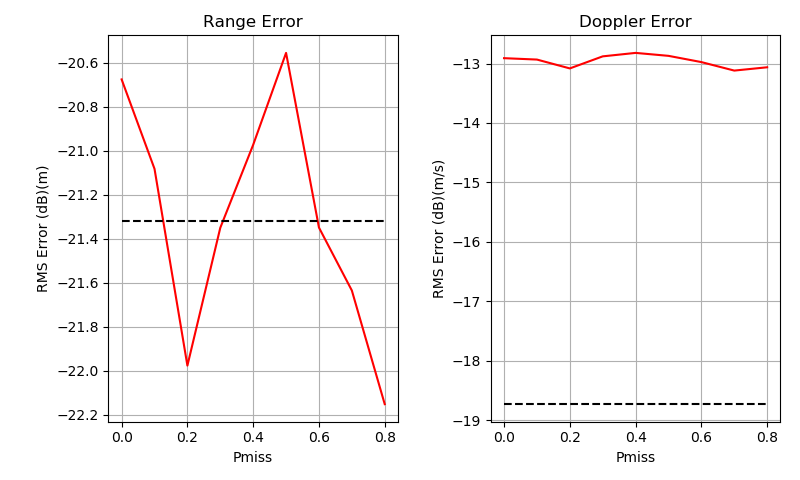 Range Error
RMS Error (dB)(m)
−20.6
−20.8
−21.0
−21.2
−21.4
−21.6
−21.8
−22.0
−22.2
0.0 0.2 0.4 0.6 0.8
Pmiss
Doppler Error
RMS Error (dB)(m/s)
−13
−14
−15
−16
−17
−18
−19
0.0 0.2 0.4 0.6 0.8
Pmiss